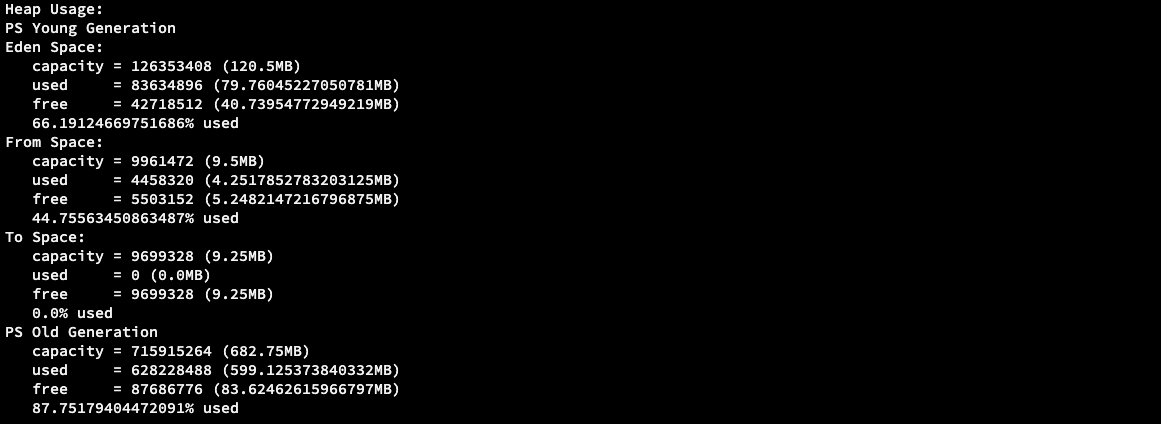 Heap Usage:
PS Young Generation
Eden Space:
   capacity = 126353408 (120.5MB)
   used     = 83634896 (79.76045227050781MB)
   free     = 42718512 (40.73954772949219MB)
   66.19124669751686% used
From Space:
   capacity = 9961472 (9.5MB)
   used     = 4458320 (4.2517852783203125MB)
   free     = 5503152 (5.2482147216796875MB)
   44.75563450863487% used
To Space:
   capacity = 9699328 (9.25MB)
   used     = 0 (0.0MB)
   free     = 9699328 (9.25MB)
   0.0% used
PS Old Generation
   capacity = 715915264 (682.75MB)
   used     = 628228488 (599.125373840332MB)
   free     = 87686776 (83.62462615966797MB)
   87.75179404472091% used